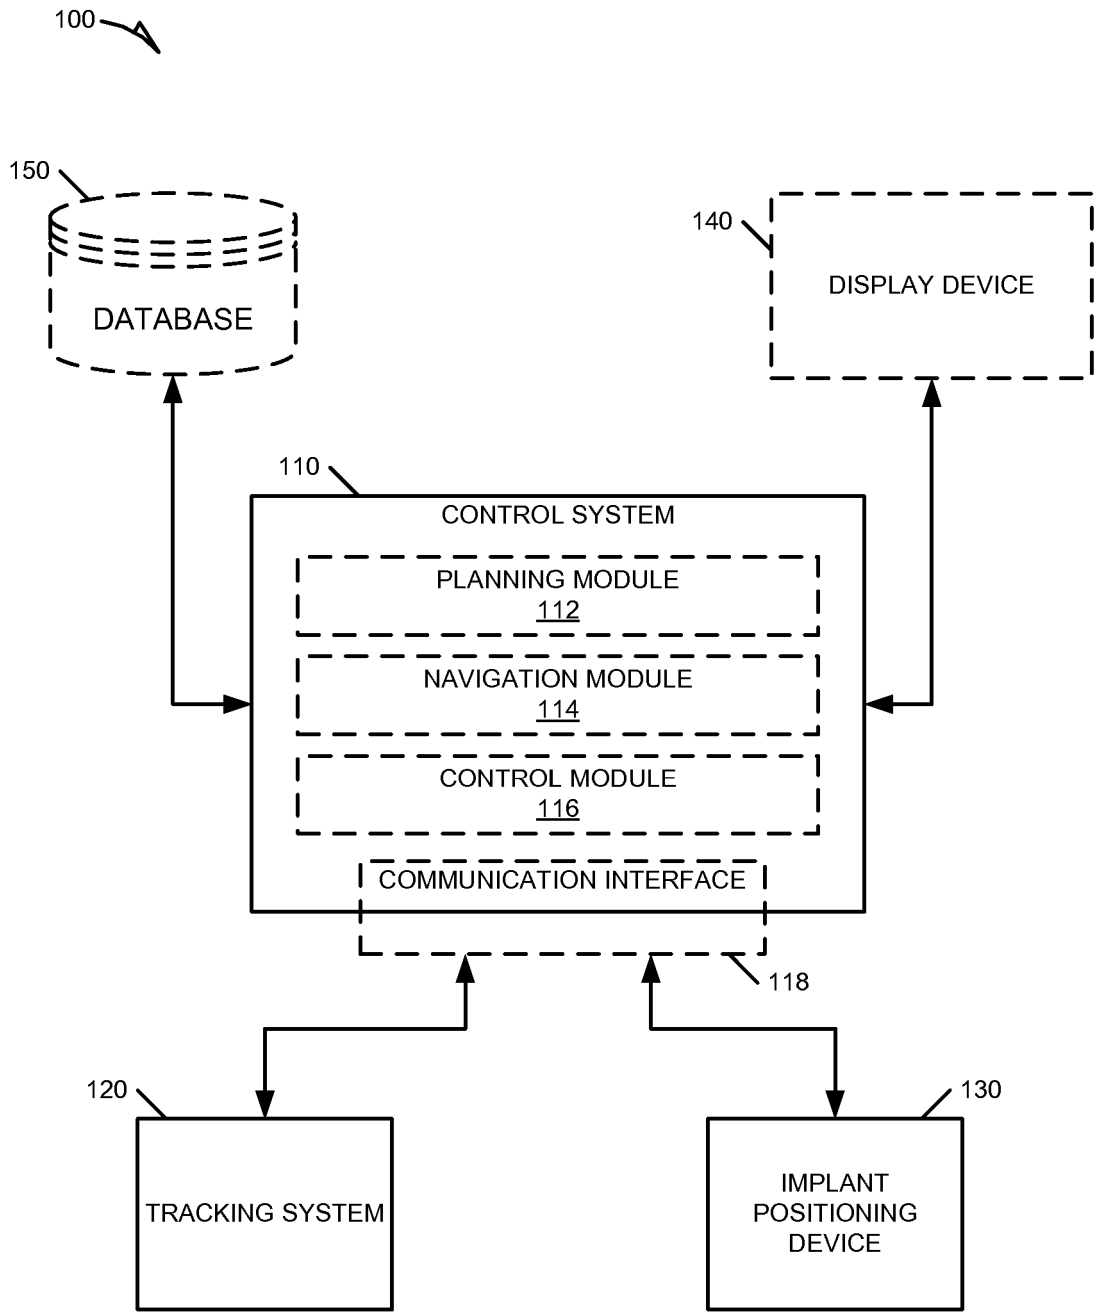 100
150
DATABASE
140
DISPLAY DEVICE
110
CONTROL SYSTEM
PLANNING MODULE
112
NAVIGATION MODULE
114
CONTROL MODULE
116
COMMUNICATION INTERFACE
118
120
TRACKING SYSTEM
130
IMPLANT
POSITIONING
DEVICE